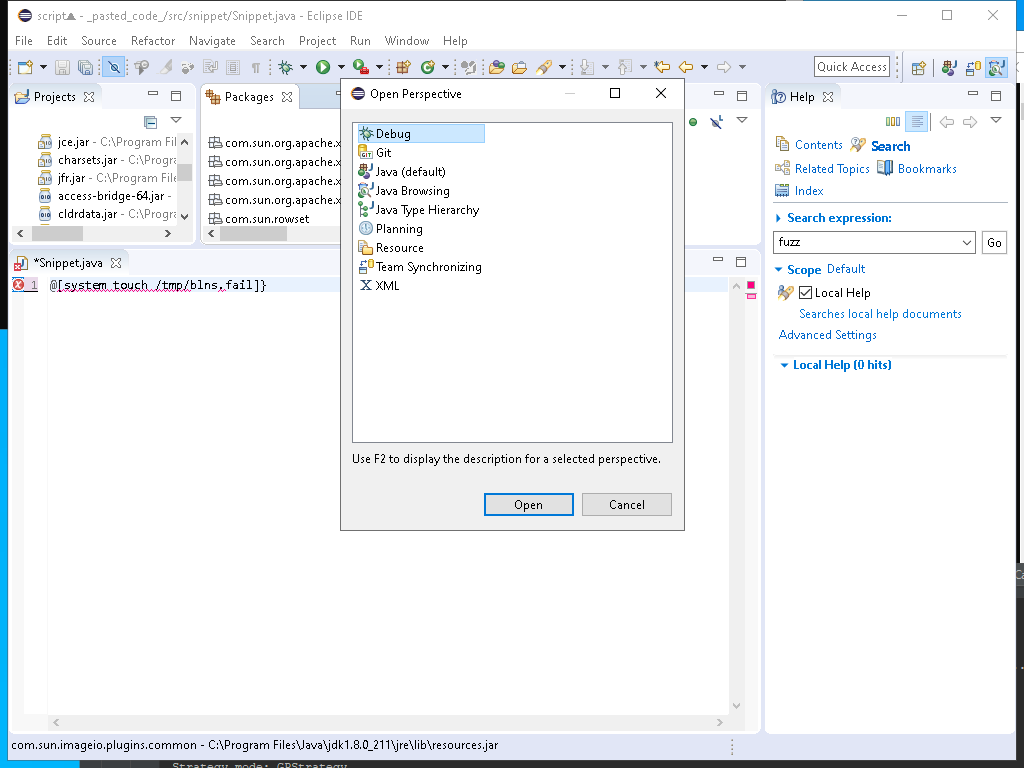 script▲ - _pasted_code_/src/snippet/Snippet.java - Eclipse IDE
File Edit Source Refactor Navigate Search Project Run Window Help
Quick Access
Projects
jce.jar - C:\Program Fil
charsets.jar - C:\Progra
jfr.jar - C:\Program File
access-bridge-64.jar -
cldrdata.jar - C:\Progra
Packages
com.sun.org.apache.x
com.sun.org.apache.x
com.sun.org.apache.x
com.sun.org.apache.x
com.sun.rowset
*Snippet.java
1 @[system touch /tmp/blns.fail]}
Open Perspective
Debug
Git
Java (default)
Java Browsing
Java Type Hierarchy
Planning
Resource
Team Synchronizing
XML
Use F2 to display the description for a selected perspective.
Open Cancel
Help
Contents Search
Related Topics Bookmarks
Index
Search expression:
fuzz Go
Scope Default
Local Help
Searches local help documents
Advanced Settings
Local Help (0 hits)
com.sun.imageio.plugins.common - C:\Program Files\Java\jdk1.8.0_211\jre\lib\resources.jar
Strategy mode: GPStrategy